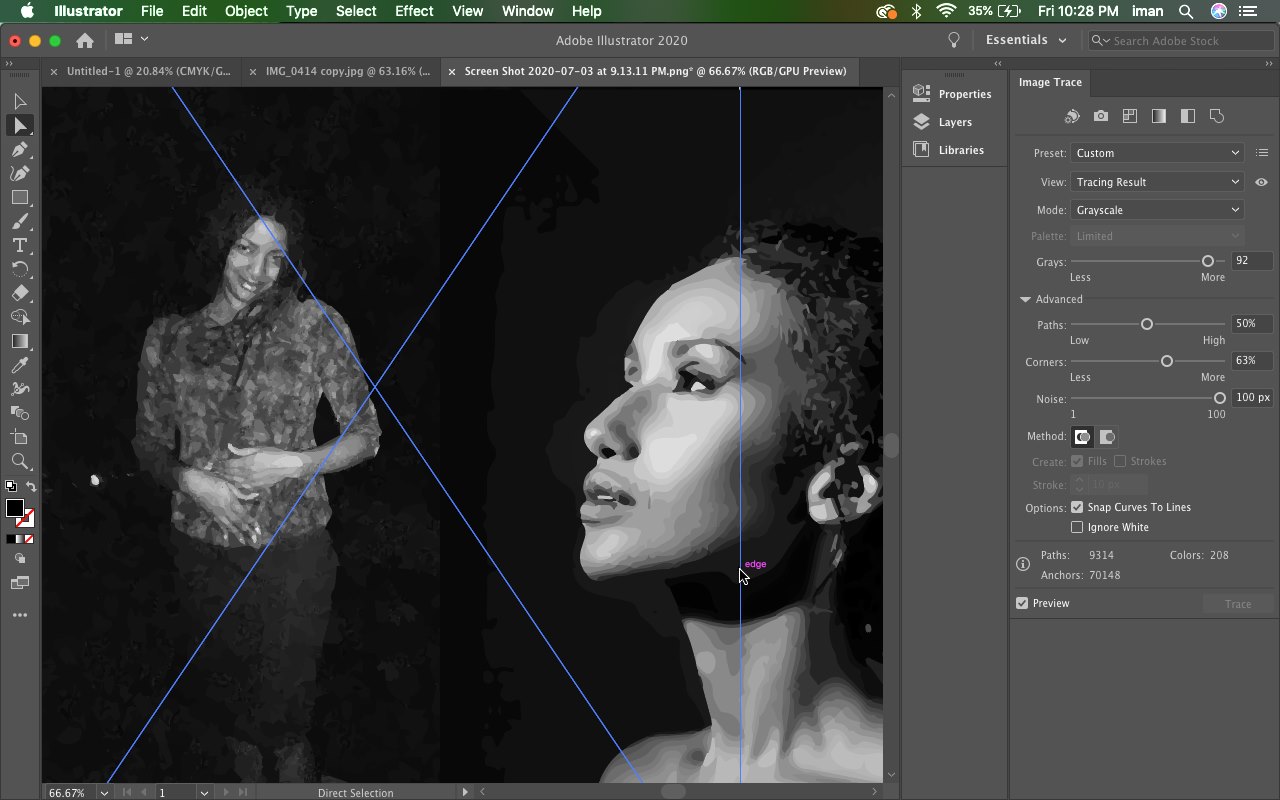 Illustrator File Edit Object Type Select Effect View Window Help 35% Fri 10:28 PM iman
Adobe Illustrator 2020 Essentials Search Adobe Stock
Untitled-1 @ 20.84% (CMYK/G... IMG_0414 copy.jpg @ 63.16% (... Screen Shot 2020-07-03 at 9.13.11 PM.png* @ 66.67% (RGB/GPU Preview)
Properties
Layers
Libraries
Image Trace
Preset: Custom
View: Tracing Result
Mode: Grayscale
Palette: Limited
Grays: 92
Less More
Advanced
Paths: 50%
Low High
Corners: 63%
Less More
Noise: 100 px
1 100
Method:
Create: Fills Strokes
Stroke: 10 px
Options: Snap Curves To Lines
Ignore White
Paths: 9314 Colors: 208
Anchors: 70148
Preview Trace
edge
66.67% 1 Direct Selection